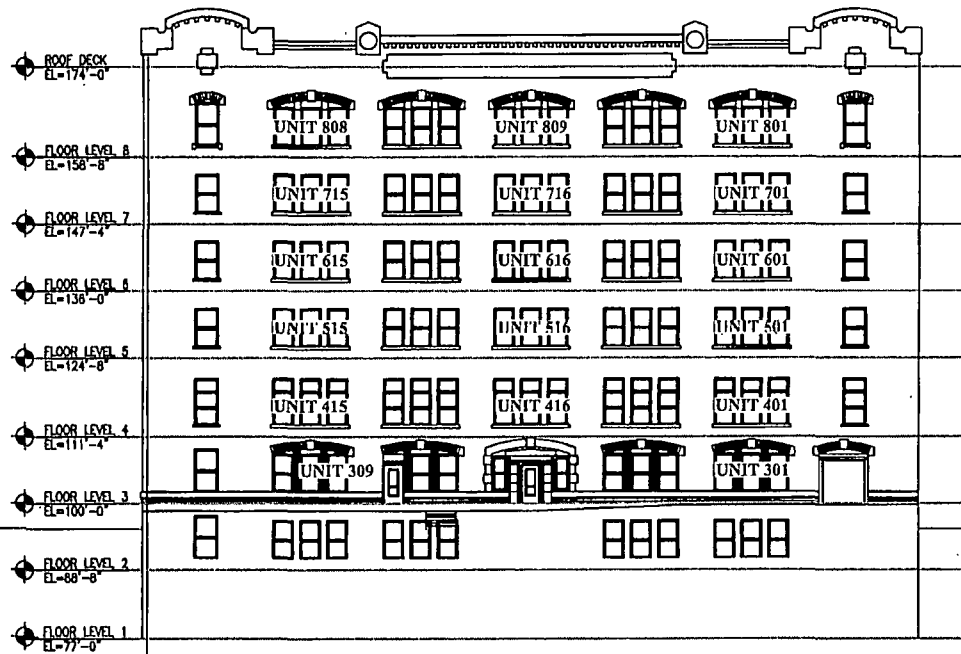 ROOF DECK
EL=174'-0"
UNIT 808 UNIT 809 UNIT 801
FLOOR LEVEL 8
EL=158'-8"
UNIT 715 UNIT 716 UNIT 701
FLOOR LEVEL 7
EL=147'-4"
UNIT 615 UNIT 616 UNIT 601
FLOOR LEVEL 6
EL=136'-0"
UNIT 515 UNIT 516 UNIT 501
FLOOR LEVEL 5
EL=124'-8"
UNIT 415 UNIT 416 UNIT 401
FLOOR LEVEL 4
EL=111'-4"
UNIT 309 UNIT 301
FLOOR LEVEL 3
EL=100'-0"
FLOOR LEVEL 2
EL=88'-8"
FLOOR LEVEL 1
EL=77'-0"